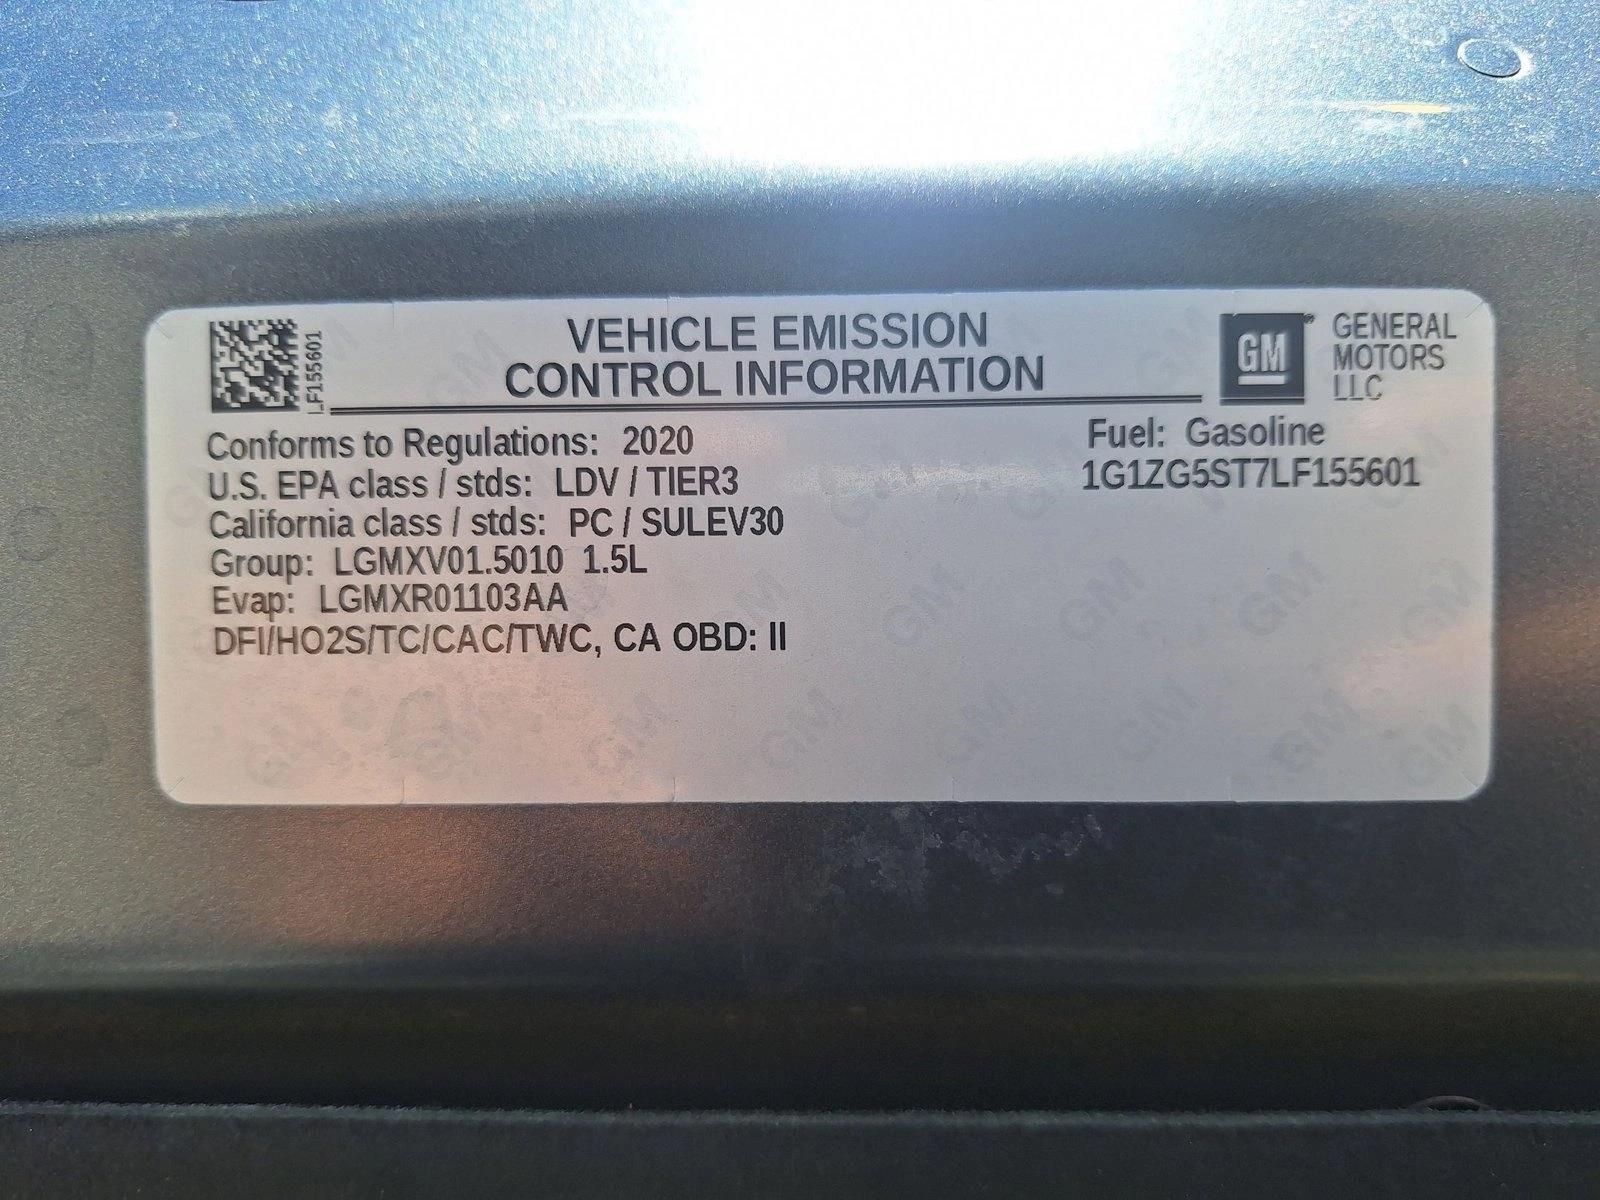 VEHICLE EMISSION
CONTROL INFORMATION
LF155601
GM
GENERAL
MOTORS
LLC
Conforms to Regulations: 2020
U.S. EPA class / stds: LDV / TIER3
California class / stds: PC / SULEV30
Group: LGMXV01.5010 1.5L
Evap: LGMXR01103AA
DFI/HO2S/TC/CAC/TWC, CA OBD: II
Fuel: Gasoline
1G1ZG5ST7LF155601